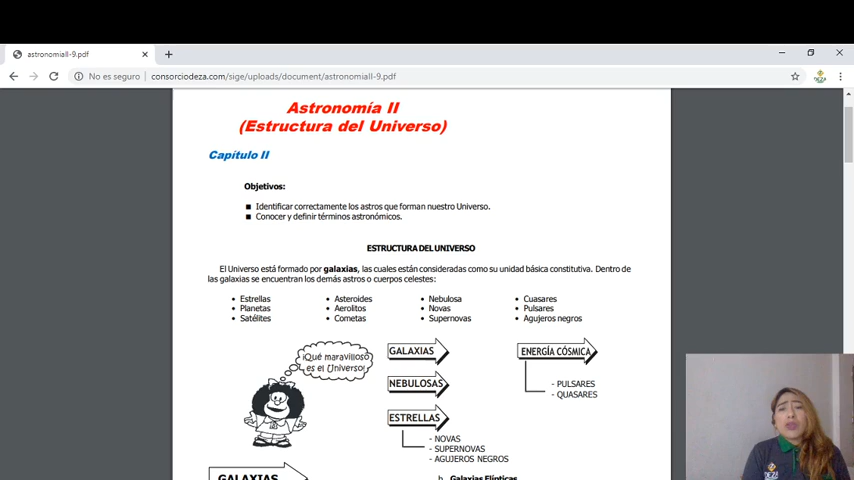 astronomiaII-9.pdf
No es seguro
consorciodeza.com/sige/uploads/document/astronomiaII-9.pdf
Astronomía II
(Estructura del Universo)
Capítulo II
Objetivos:
■ Identificar correctamente los astros que forman nuestro Universo.
■ Conocer y definir términos astronómicos.
ESTRUCTURA DEL UNIVERSO
El Universo está formado por galaxias, las cuales están consideradas como su unidad básica constitutiva. Dentro de
las galaxias se encuentran los demás astros o cuerpos celestes:
• Estrellas • Asteroides • Nebulosa • Cuasares
• Planetas • Aerolitos • Novas • Pulsares
• Satélites • Cometas • Supernovas • Agujeros negros
¡Qué maravilloso
es el Universo!
GALAXIAS
NEBULOSAS
ESTRELLAS
- NOVAS
- SUPERNOVAS
- AGUJEROS NEGROS
ENERGÍA CÓSMICA
- PULSARES
- QUASARES
GALAXIAS
b. Galaxias Elípticas
DEZA